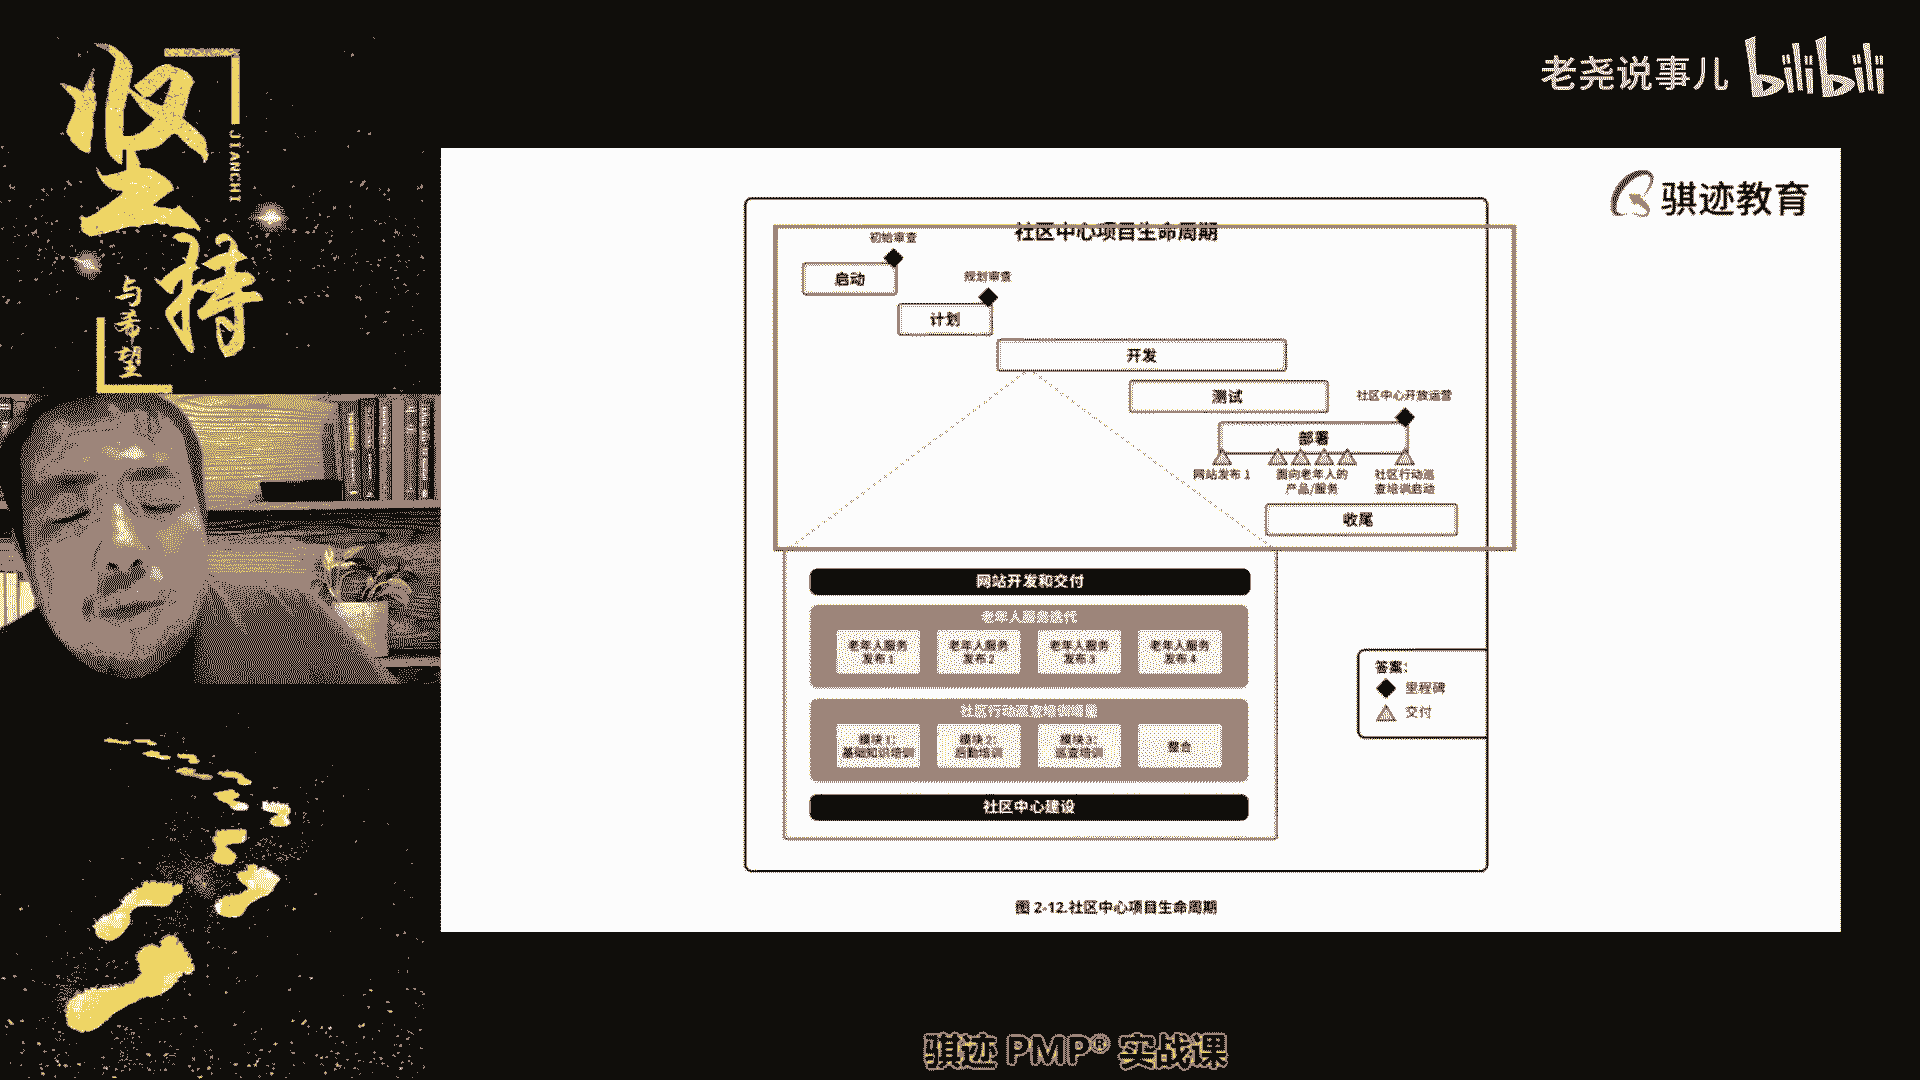 坚持
JIANCHI
与希望
老尧说事儿 bilibili
骐迹教育
社区中心项目生命周期
初始审查
启动
规划审查
计划
开发
测试
社区中心开放运营
部署
网站发布 1
面向老年人的
产品/服务
社区行动巡
查培训启动
收尾
网站开发和交付
老年人服务迭代
老年人服务
发布 1
老年人服务
发布 2
老年人服务
发布 3
老年人服务
发布 4
社区行动巡查培训增量
模块 1:
基础知识培训
模块 2:
后勤培训
模块 3:
巡查培训
整合
社区中心建设
答案:
里程碑
交付
图 2-12.社区中心项目生命周期
骐迹 PMP® 实战课